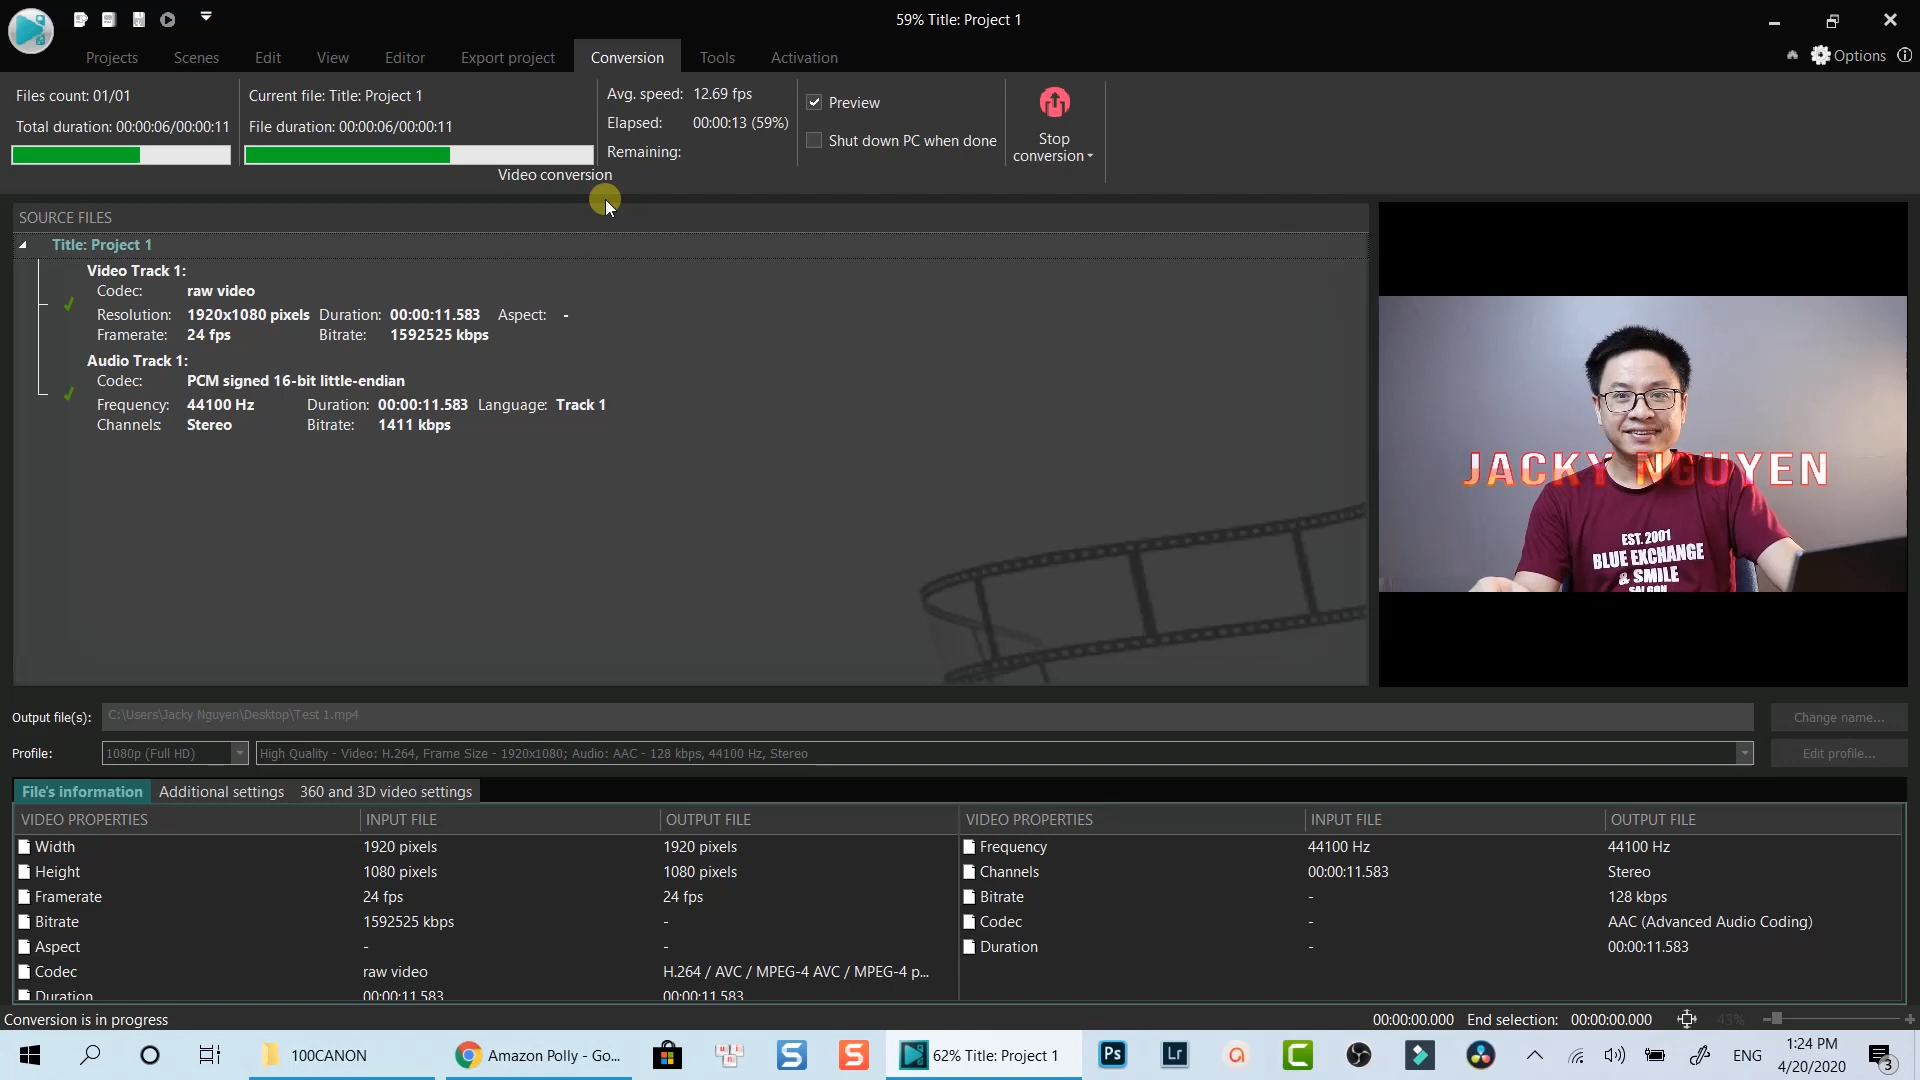 59% Title: Project 1
Projects Scenes Edit View Editor Export project Conversion Tools Activation Options
Files count: 01/01
Total duration: 00:00:06/00:00:11
Current file: Title: Project 1
File duration: 00:00:06/00:00:11
Avg. speed: 12.69 fps
Elapsed: 00:00:13 (59%)
Remaining:
Preview
Shut down PC when done
Stop
conversion
Video conversion
SOURCE FILES
Title: Project 1
Video Track 1:
Codec: raw video
Resolution: 1920x1080 pixels Duration: 00:00:11.583 Aspect: -
Framerate: 24 fps Bitrate: 1592525 kbps
Audio Track 1:
Codec: PCM signed 16-bit little-endian
Frequency: 44100 Hz Duration: 00:00:11.583 Language: Track 1
Channels: Stereo Bitrate: 1411 kbps
JACKY NGUYEN
EST. 2001
BLUE EXCHANGE
& SMILE
SAIGON
Output file(s): C:\Users\Jacky Nguyen\Desktop\Test 1.mp4 Change name...
Profile: 1080p (Full HD) High Quality - Video: H.264, Frame Size - 1920x1080; Audio: AAC - 128 kbps, 44100 Hz, Stereo Edit profile...
File's information Additional settings 360 and 3D video settings
VIDEO PROPERTIES INPUT FILE OUTPUT FILE
Width 1920 pixels 1920 pixels
Height 1080 pixels 1080 pixels
Framerate 24 fps 24 fps
Bitrate 1592525 kbps -
Aspect - -
Codec raw video H.264 / AVC / MPEG-4 AVC / MPEG-4 p...
Duration 00:00:11.583 00:00:11.583
VIDEO PROPERTIES INPUT FILE OUTPUT FILE
Frequency 44100 Hz 44100 Hz
Channels 00:00:11.583 Stereo
Bitrate - 128 kbps
Codec - AAC (Advanced Audio Coding)
Duration - 00:00:11.583
Conversion is in progress
00:00:00.000 End selection: 00:00:00.000 43%
100CANON
Amazon Polly - Go...
62% Title: Project 1
Ps
Lr
ENG
1:24 PM
4/20/2020
3